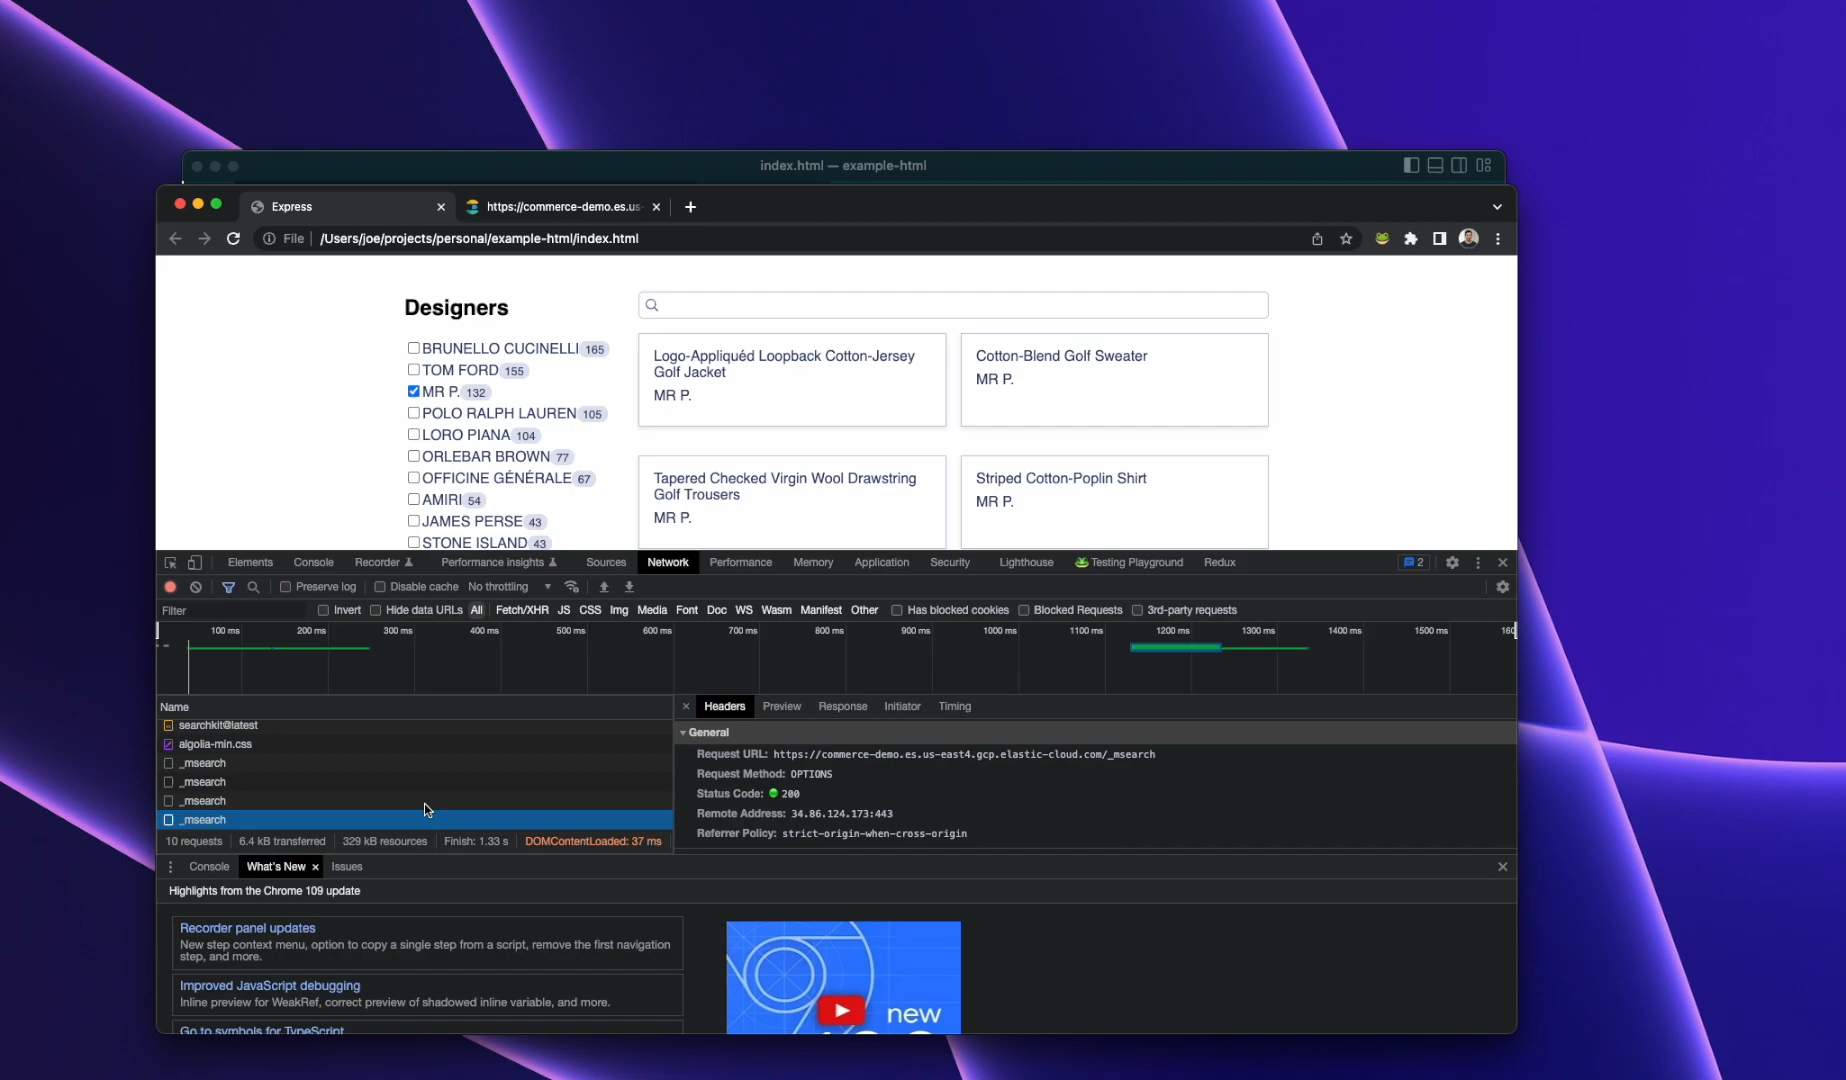 index.html — example-html
Express
https://commerce-demo.es.us-
File
/Users/joe/projects/personal/example-html/index.html
Designers
BRUNELLO CUCINELLI 165
TOM FORD 155
MR P. 132
POLO RALPH LAUREN 105
LORO PIANA 104
ORLEBAR BROWN 77
OFFICINE GÉNÉRALE 67
AMIRI 54
JAMES PERSE 43
STONE ISLAND 43
Logo-Appliquéd Loopback Cotton-Jersey
Golf Jacket
MR P.
Cotton-Blend Golf Sweater
MR P.
Tapered Checked Virgin Wool Drawstring
Golf Trousers
MR P.
Striped Cotton-Poplin Shirt
MR P.
Elements Console Recorder Performance insights Sources Network Performance Memory Application Security Lighthouse Testing Playground Redux 2
Preserve log Disable cache No throttling
Filter Invert Hide data URLs All Fetch/XHR JS CSS Img Media Font Doc WS Wasm Manifest Other Has blocked cookies Blocked Requests 3rd-party requests
100 ms 200 ms 300 ms 400 ms 500 ms 600 ms 700 ms 800 ms 900 ms 1000 ms 1100 ms 1200 ms 1300 ms 1400 ms 1500 ms
Name
searchkit@latest
algolia-min.css
_msearch
_msearch
_msearch
_msearch
10 requests 6.4 kB transferred 329 kB resources Finish: 1.33 s DOMContentLoaded: 37 ms
Headers Preview Response Initiator Timing
General
Request URL: https://commerce-demo.es.us-east4.gcp.elastic-cloud.com/_msearch
Request Method: OPTIONS
Status Code: 200
Remote Address: 34.86.124.173:443
Referrer Policy: strict-origin-when-cross-origin
Console What's New Issues
Highlights from the Chrome 109 update
Recorder panel updates
New step context menu, option to copy a single step from a script, remove the first navigation
step, and more.
Improved JavaScript debugging
Inline preview for WeakRef, correct preview of shadowed inline variable, and more.
Go to symbols for TypeScript
new